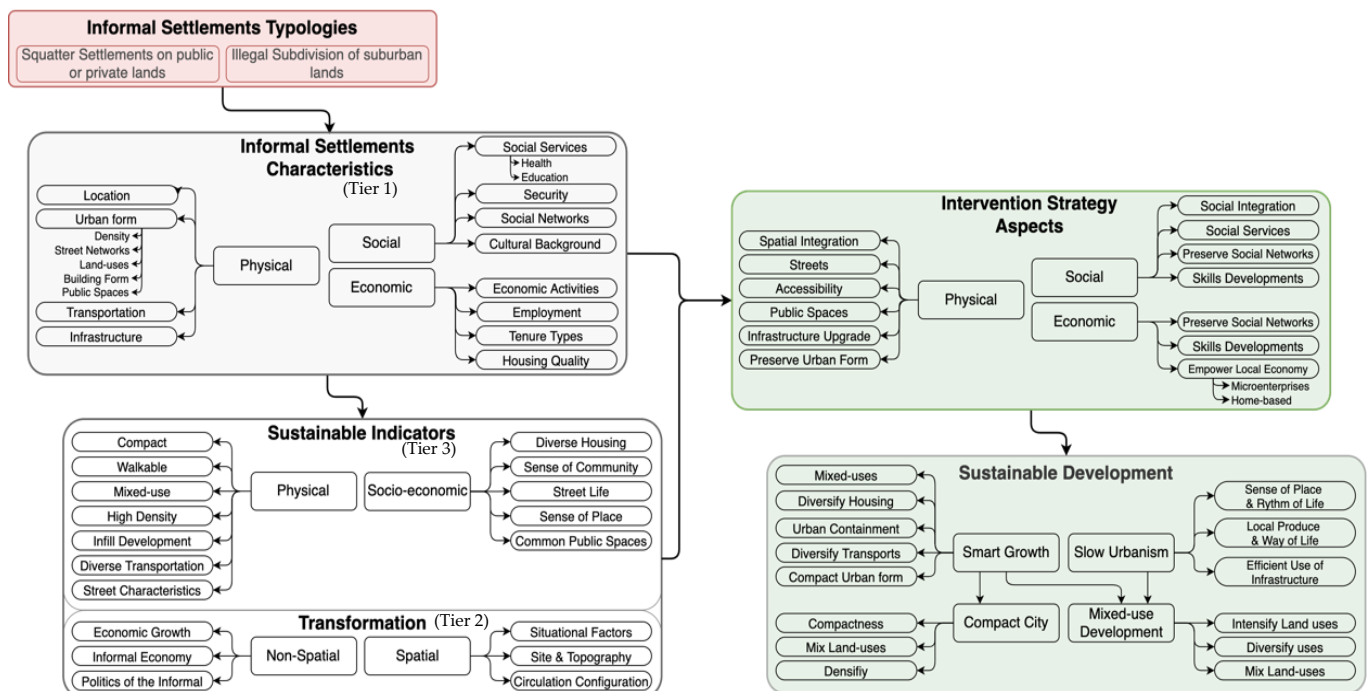 Informal Settlements Typologies
Squatter Settlements on public
or private lands
Illegal Subdivision of suburban
lands
Informal Settlements
Characteristics
(Tier 1)
Location
Urban form
Density
Street Networks
Land-uses
Building Form
Public Spaces
Transportation
Infrastructure
Physical
Social
Economic
Social Services
Health
Education
Security
Social Networks
Cultural Background
Economic Activities
Employment
Tenure Types
Housing Quality
Sustainable Indicators
(Tier 3)
Compact
Walkable
Mixed-use
High Density
Infill Development
Diverse Transportation
Street Characteristics
Physical
Socio-economic
Diverse Housing
Sense of Community
Street Life
Sense of Place
Common Public Spaces
Transformation (Tier 2)
Economic Growth
Informal Economy
Politics of the Informal
Non-Spatial
Spatial
Situational Factors
Site & Topography
Circulation Configuration
Intervention Strategy
Aspects
Spatial Integration
Streets
Accessibility
Public Spaces
Infrastructure Upgrade
Preserve Urban Form
Physical
Social
Economic
Social Integration
Social Services
Preserve Social Networks
Skills Developments
Preserve Social Networks
Skills Developments
Empower Local Economy
Microenterprises
Home-based
Sustainable Development
Mixed-uses
Diversify Housing
Urban Containment
Diversify Transports
Compact Urban form
Smart Growth
Slow Urbanism
Sense of Place
& Rythm of Life
Local Produce
& Way of Life
Efficient Use of
Infrastructure
Compactness
Mix Land-uses
Densifiy
Compact City
Mixed-use
Development
Intensify Land uses
Diversify uses
Mix Land-uses